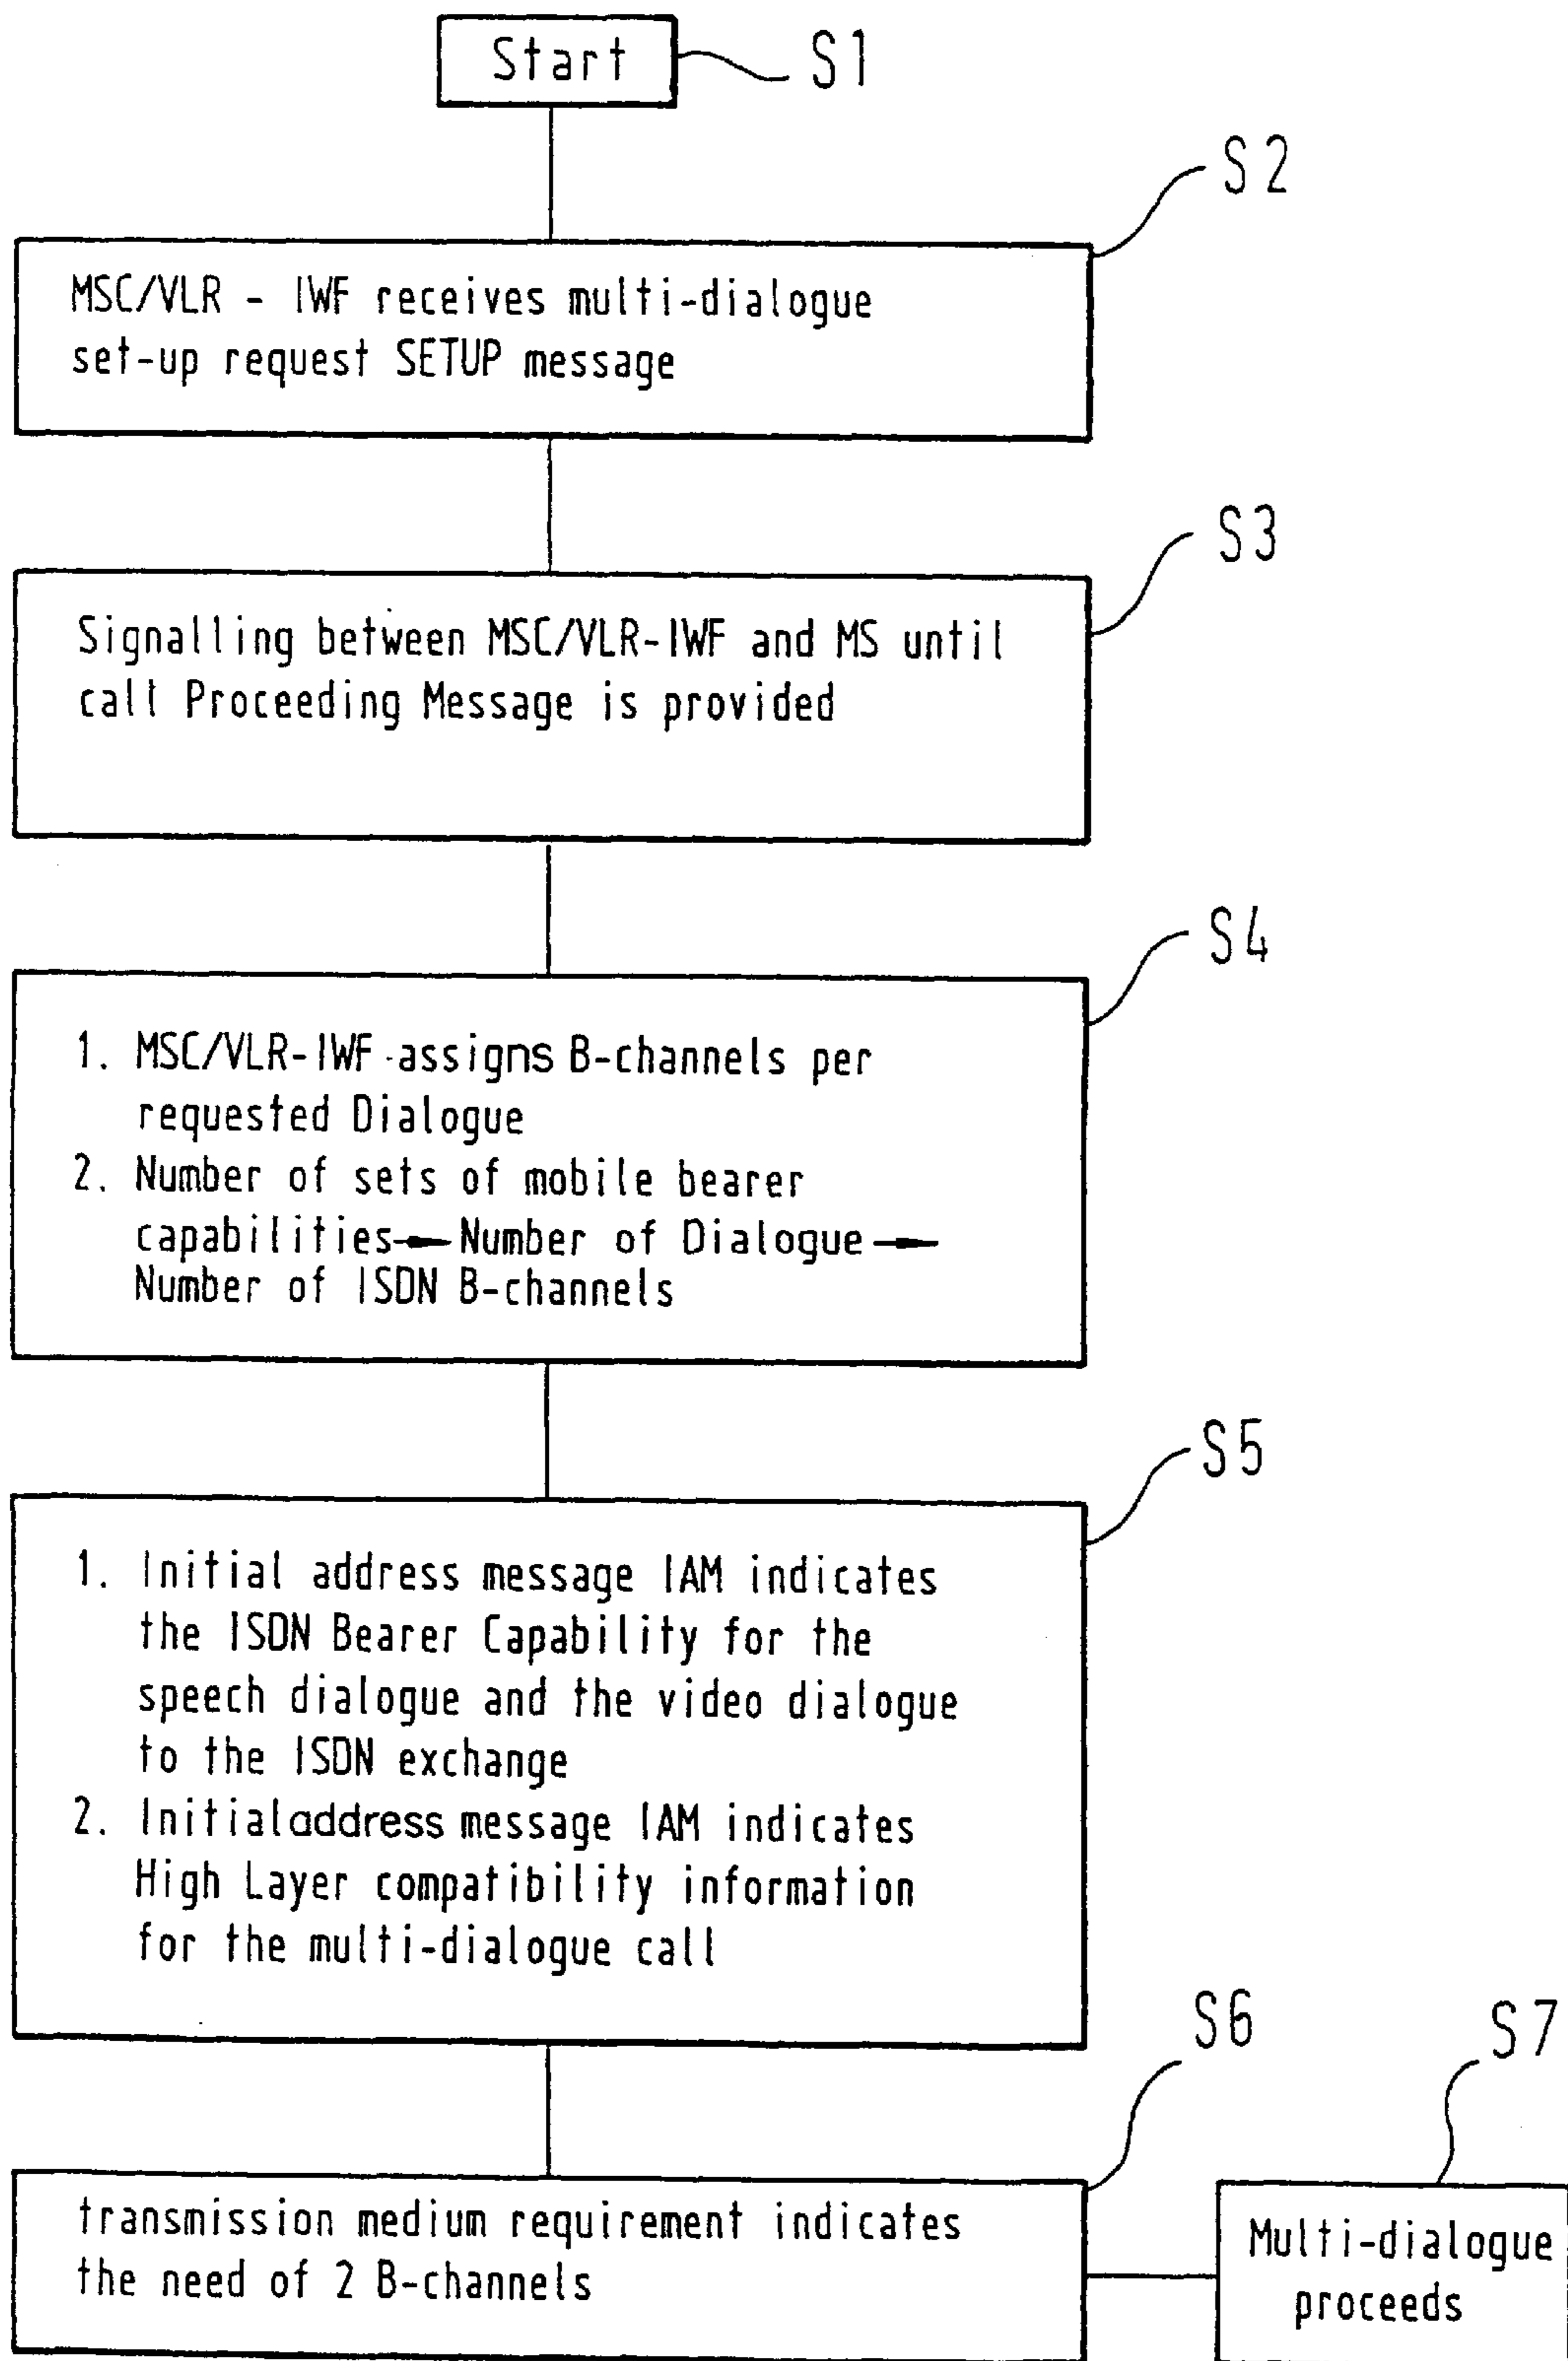 Start
S1
S2
MSC/VLR - IWF receives multi-dialogue
set-up request SETUP message
S3
Signalling between MSC/VLR-IWF and MS until
call Proceeding Message is provided
S4
1. MSC/VLR-IWF assigns B-channels per
requested Dialogue
2. Number of sets of mobile bearer
capabilities → Number of Dialogue →
Number of ISDN B-channels
S5
1. Initial address message IAM indicates
the ISDN Bearer Capability for the
speech dialogue and the video dialogue
to the ISDN exchange
2. Initial address message IAM indicates
High Layer compatibility information
for the multi-dialogue call
S6
S7
transmission medium requirement indicates
the need of 2 B-channels
Multi-dialogue
proceeds